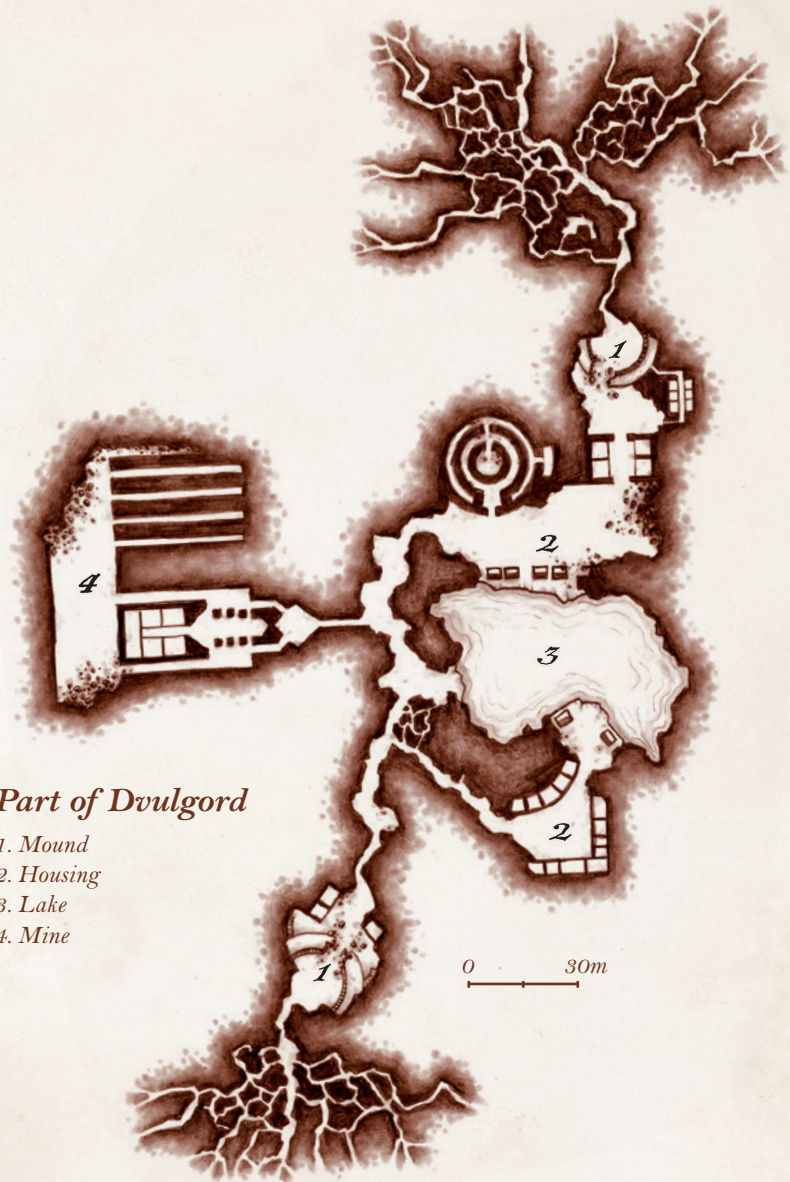 1
2
4
3
Part of Dvulgord
1. Mound
2. Housing
3. Lake
4. Mine
2
1
0 30m